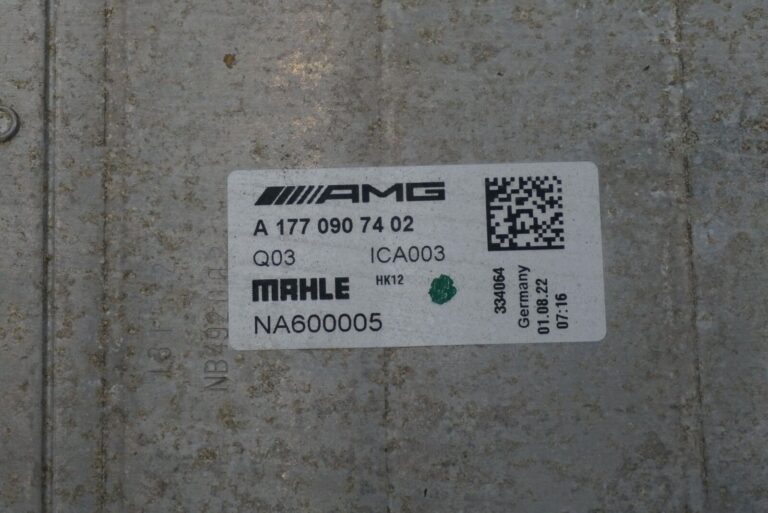 AMG
A 177 090 74 02
Q03 ICA003
MAHLE HK12
NA600005
334064
Germany
01.08.22
07:16